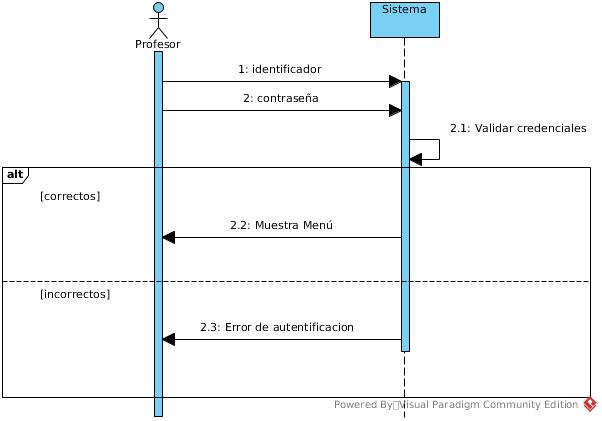 Sistema
Profesor
1: identificador
2: contraseña
2.1: Validar credenciales
alt
[correctos]
2.2: Muestra Menú
[incorrectos]
2.3: Error de autentificacion
Powered By Visual Paradigm Community Edition